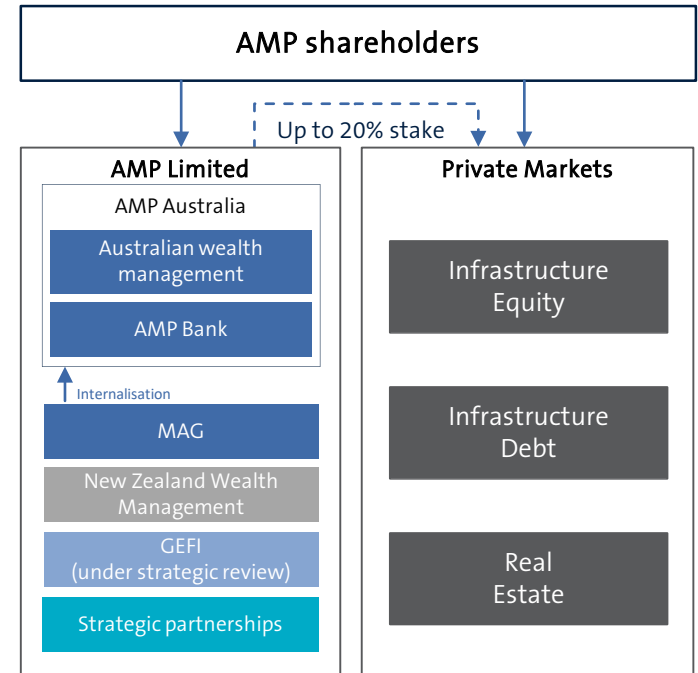 AMP shareholders
Up to 20% stake
AMP Limited
AMP Australia
Australian wealth
management
AMP Bank
Internalisation
MAG
New Zealand Wealth
Management
GEFI
(under strategic review)
Strategic partnerships
Private Markets
Infrastructure
Equity
Infrastructure
Debt
Real
Estate